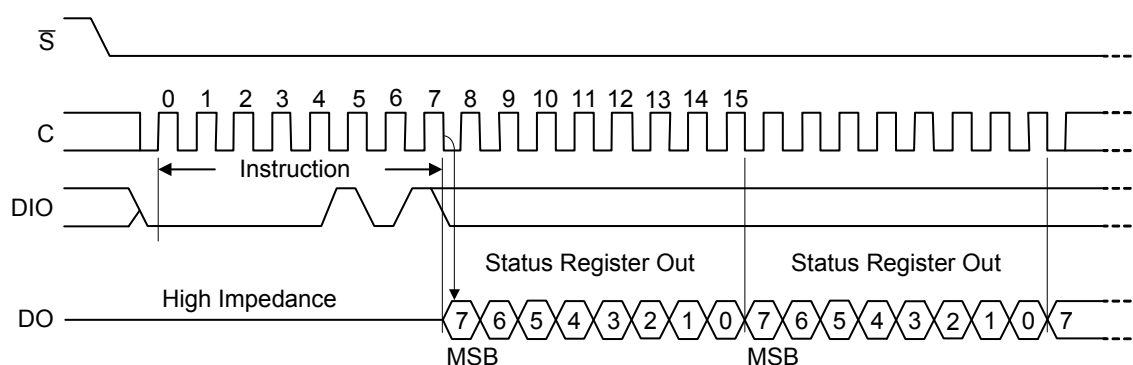 S̅
0 1 2 3 4 5 6 7 8 9 10 11 12 13 14 15
C
Instruction
DIO
Status Register Out Status Register Out
High Impedance
DO 7 6 5 4 3 2 1 0 7 6 5 4 3 2 1 0 7
MSB MSB